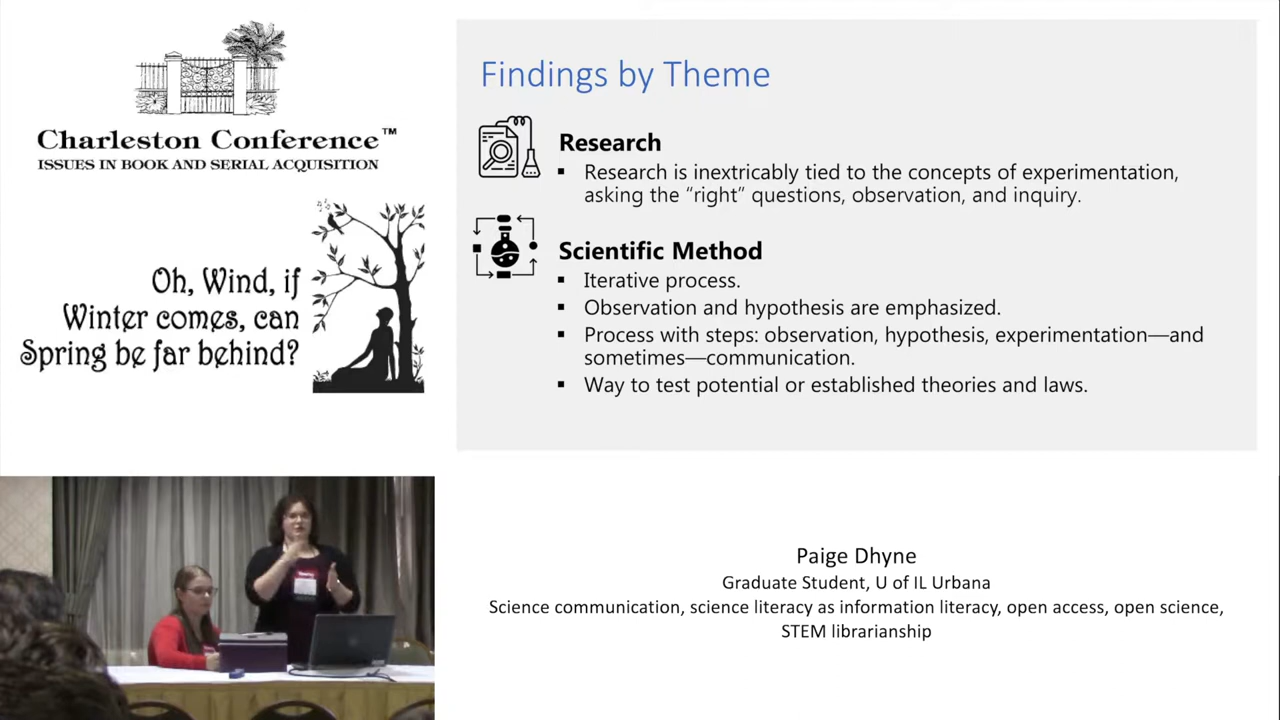 Charleston Conference™
ISSUES IN BOOK AND SERIAL ACQUISITION
Oh, Wind, if
Winter comes, can
Spring be far behind?
Findings by Theme
Research
▪ Research is inextricably tied to the concepts of experimentation,
asking the “right” questions, observation, and inquiry.
Scientific Method
▪ Iterative process.
▪ Observation and hypothesis are emphasized.
▪ Process with steps: observation, hypothesis, experimentation—and
sometimes—communication.
▪ Way to test potential or established theories and laws.
Paige Dhyne
Graduate Student, U of IL Urbana
Science communication, science literacy as information literacy, open access, open science,
STEM librarianship